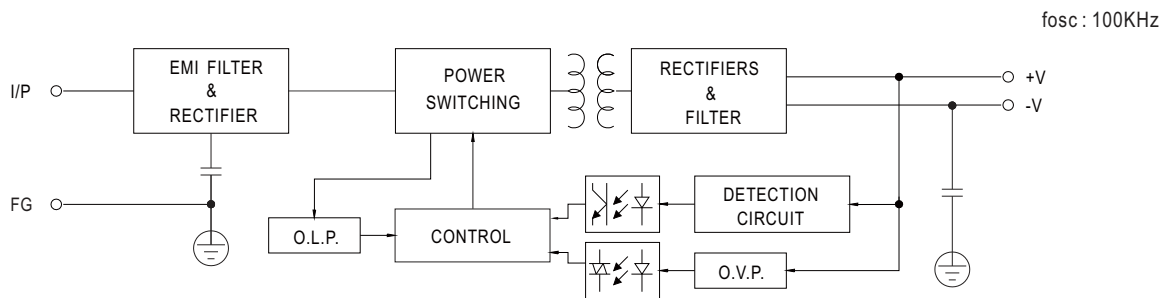 fosc : 100KHz
I/P
EMI FILTER
&
RECTIFIER
POWER
SWITCHING
RECTIFIERS
&
FILTER
+V
-V
FG
O.L.P.
CONTROL
DETECTION
CIRCUIT
O.V.P.